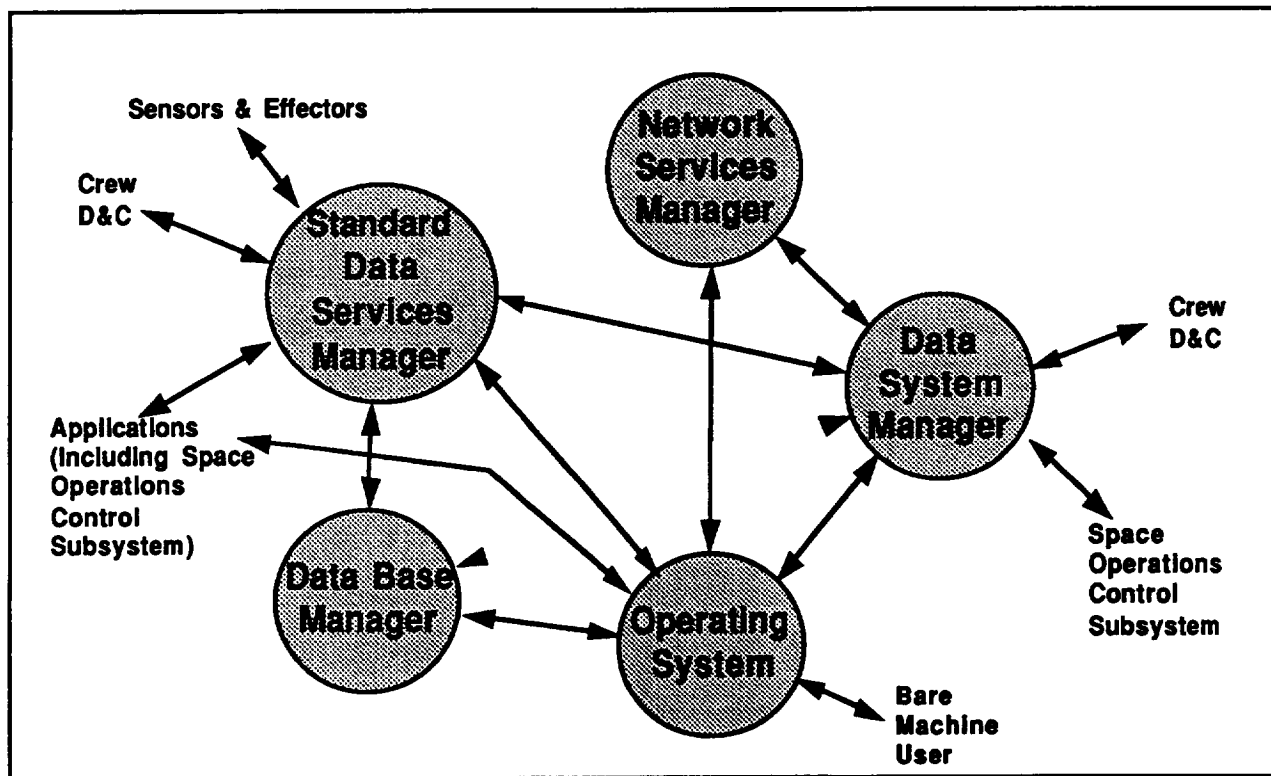 Sensors & Effectors
Crew
D&C
Standard
Data
Services
Manager
Network
Services
Manager
Data
System
Manager
Crew
D&C
Applications
(Including Space
Operations
Control
Subsystem)
Data Base
Manager
Operating
System
Space
Operations
Control
Subsystem
Bare
Machine
User